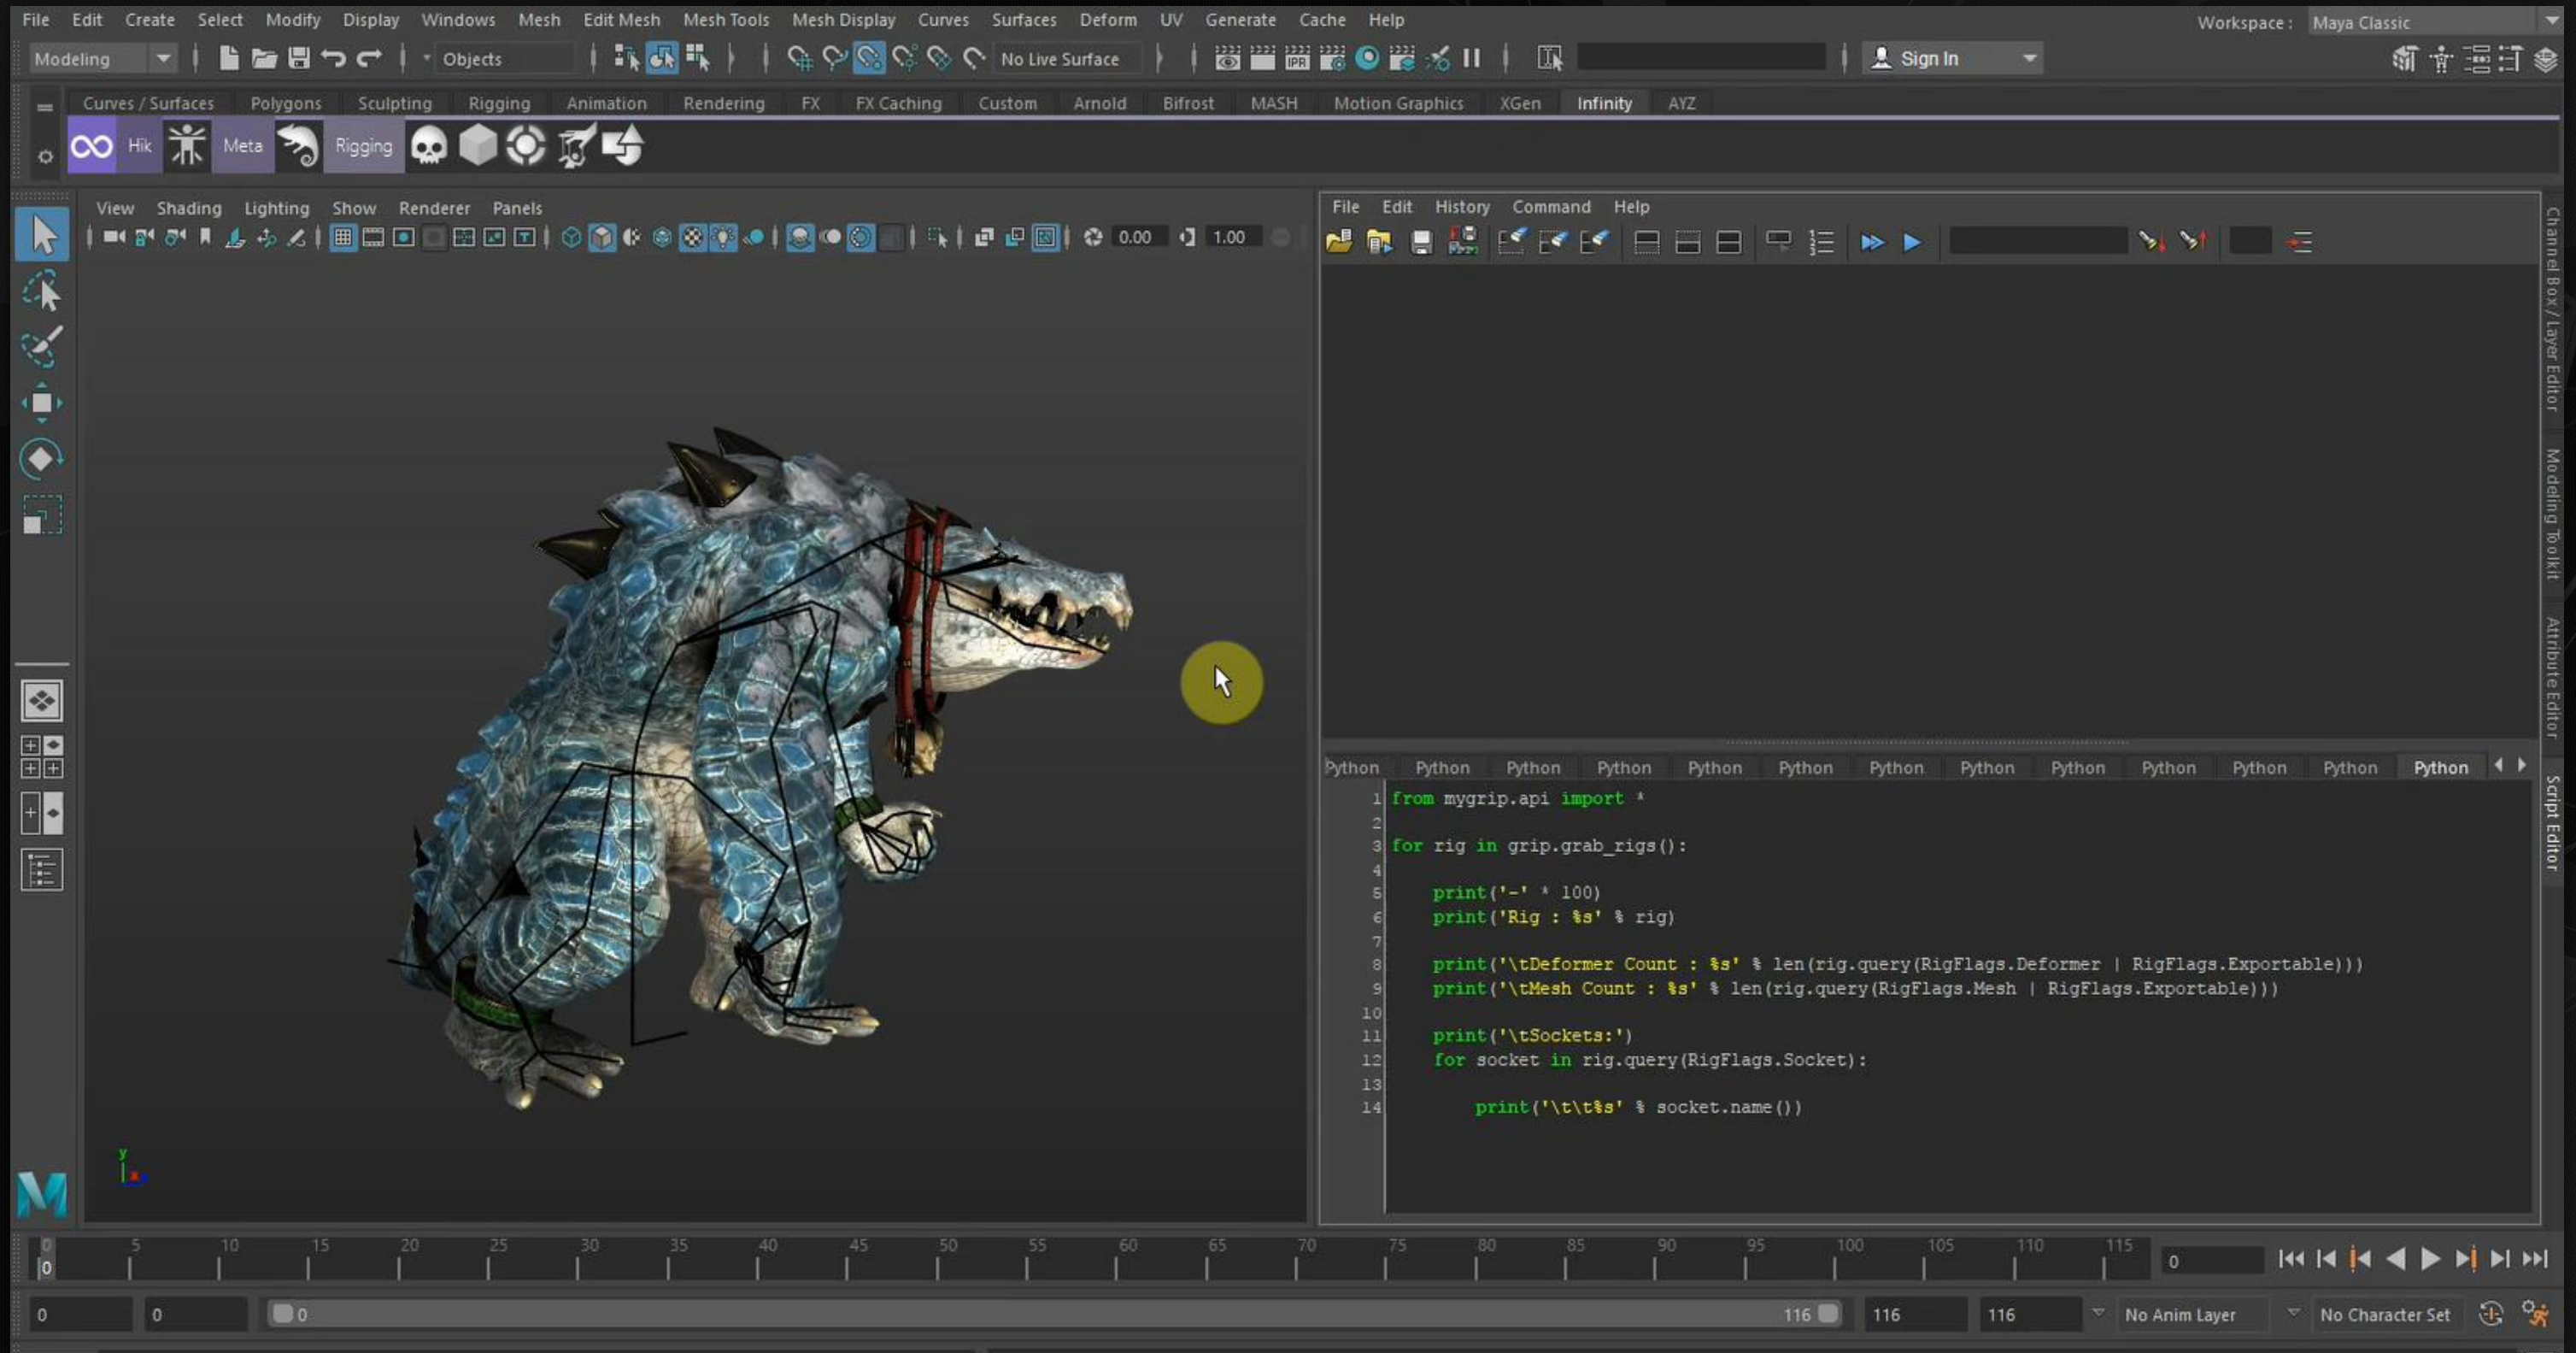 File Edit Create Select Modify Display Windows Mesh Edit Mesh Mesh Tools Mesh Display Curves Surfaces Deform UV Generate Cache Help Workspace : Maya Classic
Modeling Objects No Live Surface IPR Sign In
Curves / Surfaces Polygons Sculpting Rigging Animation Rendering FX FX Caching Custom Arnold Bifrost MASH Motion Graphics XGen Infinity AYZ
Hik Meta Rigging
View Shading Lighting Show Renderer Panels
0.00 1.00
File Edit History Command Help
Python Python Python Python Python Python Python Python Python Python Python Python Python
1 from mygrip.api import *
2
3 for rig in grip.grab_rigs():
4
5 print('-' * 100)
6 print('Rig : %s' % rig)
7
8 print('\tDeformer Count : %s' % len(rig.query(RigFlags.Deformer | RigFlags.Exportable)))
9 print('\tMesh Count : %s' % len(rig.query(RigFlags.Mesh | RigFlags.Exportable)))
10
11 print('\tSockets:')
12 for socket in rig.query(RigFlags.Socket):
13
14 print('\t\t%s' % socket.name())
Channel Box / Layer Editor
Modeling Toolkit
Attribute Editor
Script Editor
y
x
M
0 5 10 15 20 25 30 35 40 45 50 55 60 65 70 75 80 85 90 95 100 105 110 115
0 0
0 0 0 116 116 116 No Anim Layer No Character Set